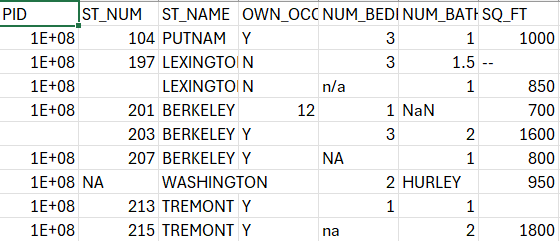 PID ST_NUM ST_NAME OWN_OCC NUM_BEDI NUM_BATH SQ_FT
1E+08 104 PUTNAM Y 3 1 1000
1E+08 197 LEXINGTO N 3 1.5 --
1E+08 LEXINGTO N n/a 1 850
1E+08 201 BERKELEY 12 1 NaN 700
203 BERKELEY Y 3 2 1600
1E+08 207 BERKELEY Y NA 1 800
1E+08 NA WASHINGTON 2 HURLEY 950
1E+08 213 TREMONT Y 1 1
1E+08 215 TREMONT Y na 2 1800